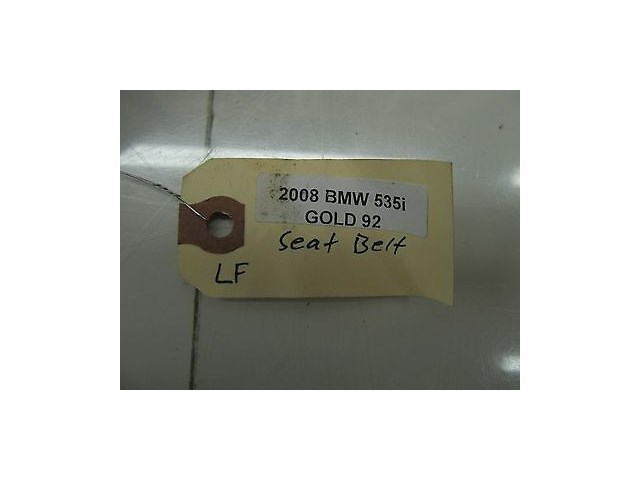 2008 BMW 535i
GOLD 92
Seat Belt
LF